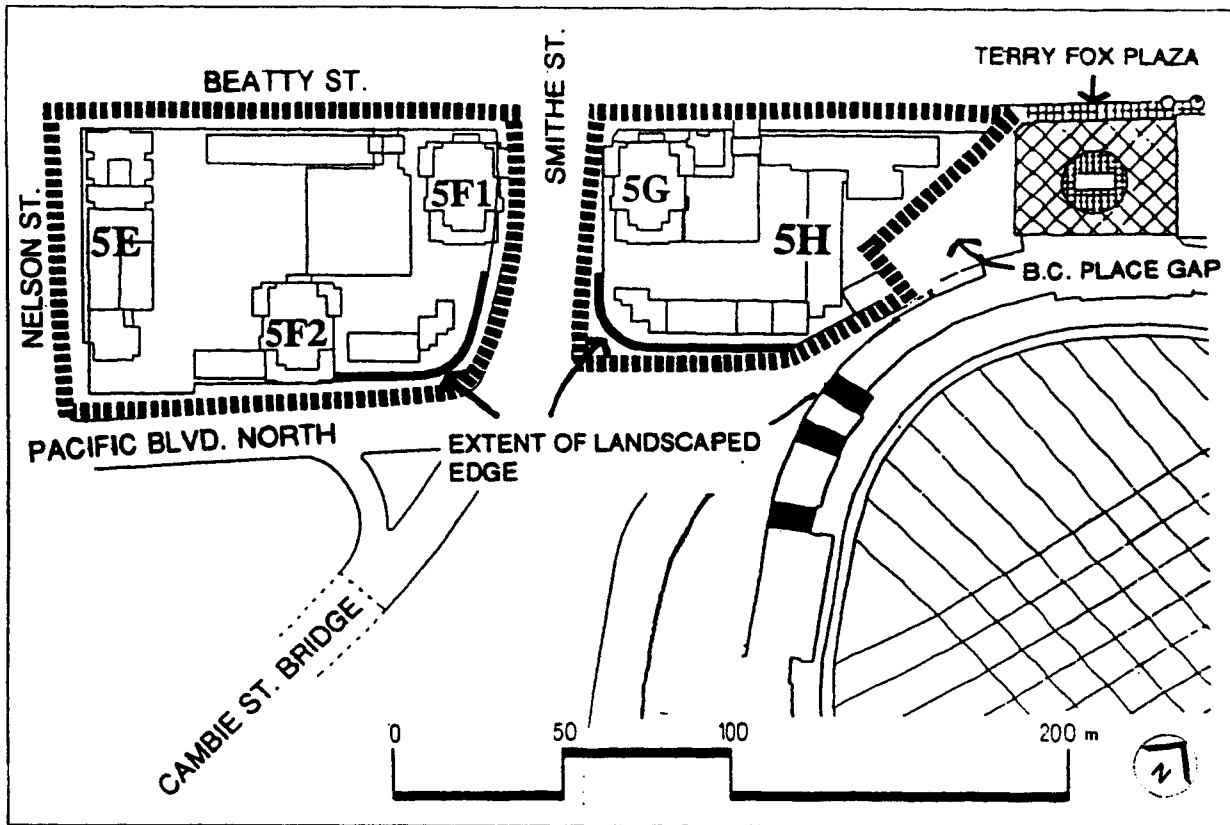 TERRY FOX PLAZA
BEATTY ST.
SMITHE ST.
NELSON ST.
5E
5F1
5F2
5G
5H
B.C. PLACE GAP
PACIFIC BLVD. NORTH
EXTENT OF LANDSCAPED
EDGE
CAMBIE ST. BRIDGE
0
50
100
200 m
N